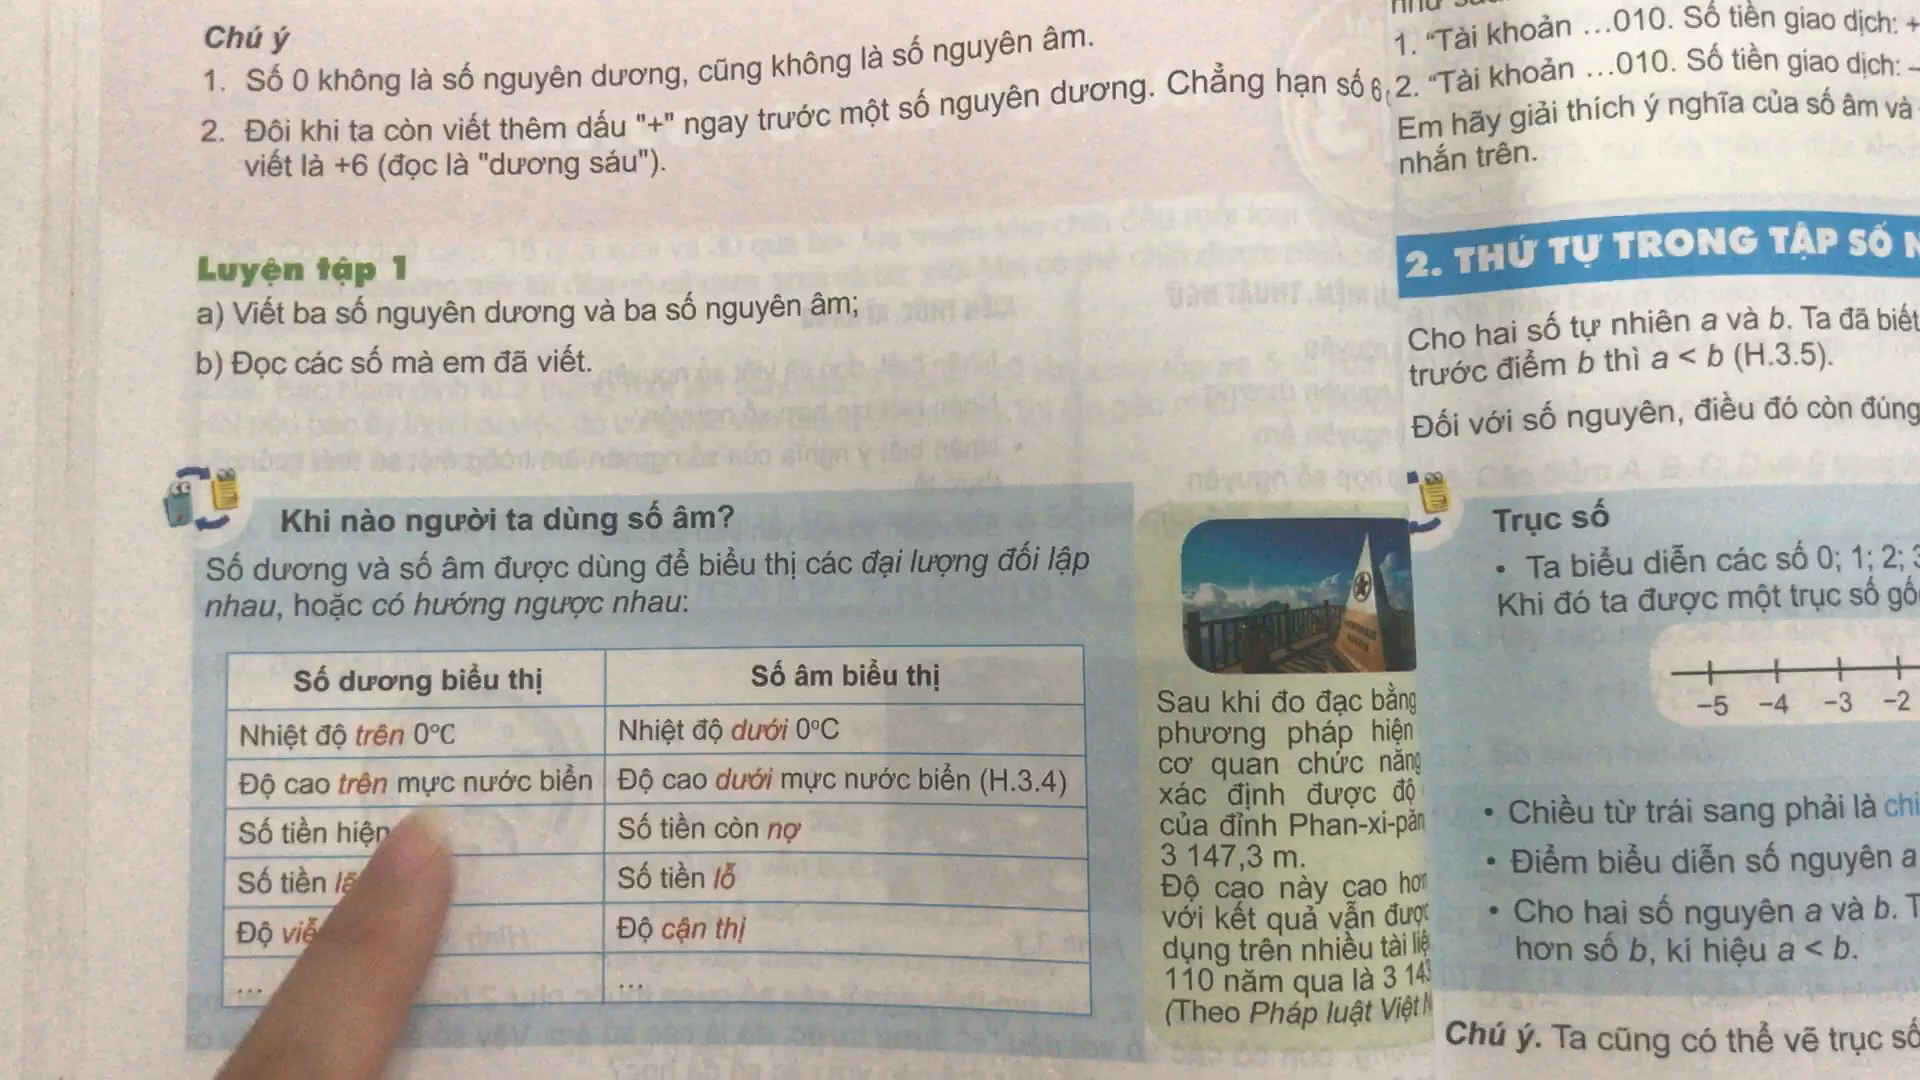 Chú ý
1. Số 0 không là số nguyên dương, cũng không là số nguyên âm.
2. Đôi khi ta còn viết thêm dấu "+" ngay trước một số nguyên dương. Chẳng hạn số 6
viết là +6 (đọc là "dương sáu").
Luyện tập 1
a) Viết ba số nguyên dương và ba số nguyên âm;
b) Đọc các số mà em đã viết.
Khi nào người ta dùng số âm?
Số dương và số âm được dùng để biểu thị các đại lượng đối lập
nhau, hoặc có hướng ngược nhau:
Số dương biểu thị Số âm biểu thị
Nhiệt độ trên 0°C Nhiệt độ dưới 0°C
Độ cao trên mực nước biển Độ cao dưới mực nước biển (H.3.4)
Số tiền hiện Số tiền còn nợ
Số tiền Số tiền lỗ
Độ Độ cận thị
... ...
Sau khi đo đạc bằng
phương pháp hiện
cơ quan chức năng
xác định được độ
của đỉnh Phan-xi-păn
3 147,3 m.
Độ cao này cao hơn
với kết quả vẫn được
dụng trên nhiều tài liệ
110 năm qua là 3 143
(Theo Pháp luật Việt N
1. "Tài khoản ...010. Số tiền giao dịch: +
2. "Tài khoản ...010. Số tiền giao dịch: –
Em hãy giải thích ý nghĩa của số âm và
nhắn trên.
2. THỨ TỰ TRONG TẬP SỐ N
Cho hai số tự nhiên a và b. Ta đã biết
trước điểm b thì a < b (H.3.5).
Đối với số nguyên, điều đó còn đúng
Trục số
• Ta biểu diễn các số 0; 1; 2; 3
Khi đó ta được một trục số gố
−5 −4 −3 −2
• Chiều từ trái sang phải là chi
• Điểm biểu diễn số nguyên a
• Cho hai số nguyên a và b. T
hơn số b, kí hiệu a < b.
Chú ý. Ta cũng có thể vẽ trục số